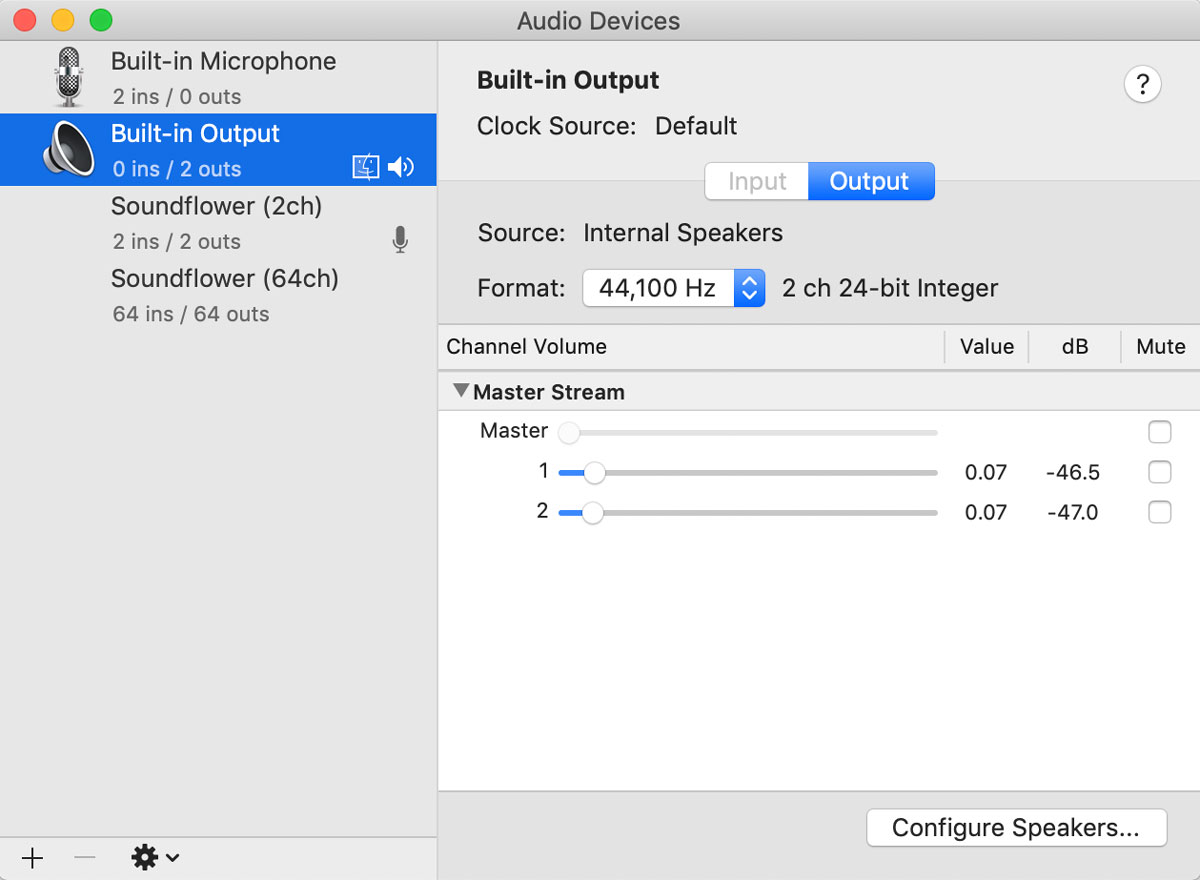 Audio Devices
Built-in Microphone
2 ins / 0 outs
Built-in Output
0 ins / 2 outs
Soundflower (2ch)
2 ins / 2 outs
Soundflower (64ch)
64 ins / 64 outs
Built-in Output
?
Clock Source: Default
Input Output
Source: Internal Speakers
Format: 44,100 Hz 2 ch 24-bit Integer
Channel Volume Value dB Mute
Master Stream
Master
1 0.07 -46.5
2 0.07 -47.0
Configure Speakers...